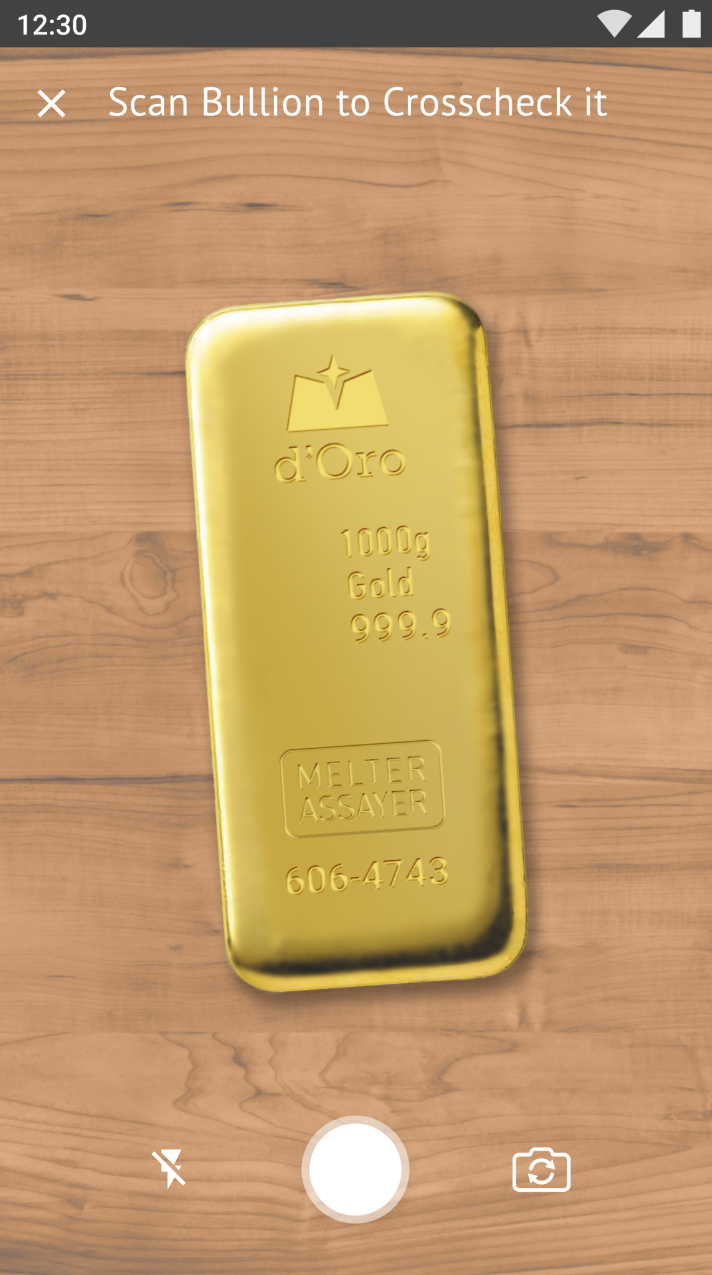 12:30
Scan Bullion to Crosscheck it
d'Oro
1000g
Gold
999.9
MELTER
ASSAYER
606-4743